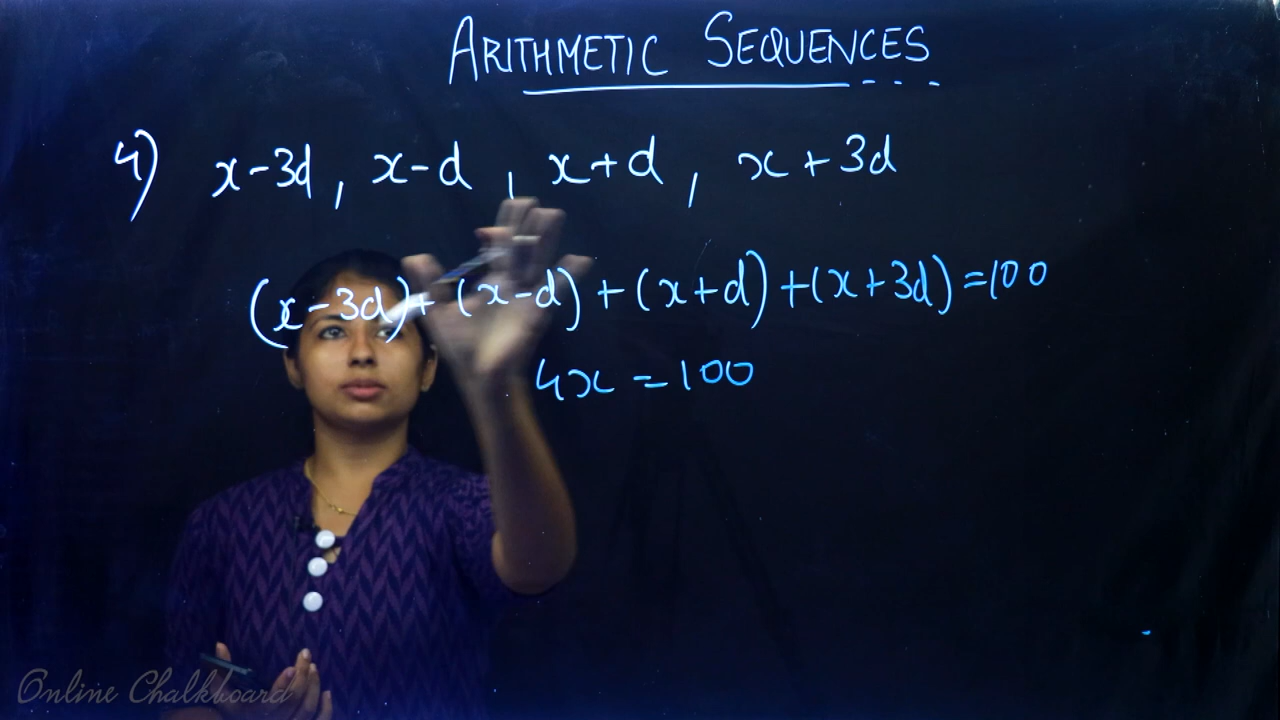 ARITHMETIC SEQUENCES
4) x-3d, x-d, x+d, x+3d
(x-3d)+(x-d)+(x+d)+(x+3d)=100
4x=100
Online Chalkboard